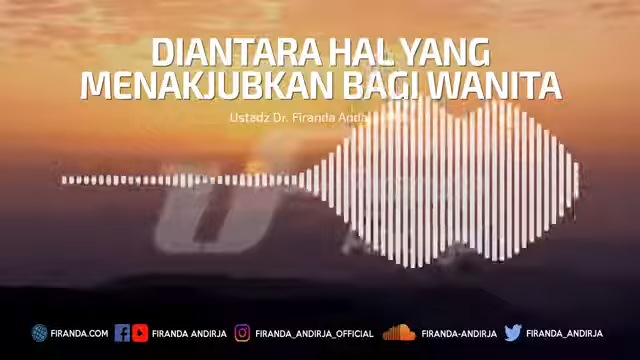 DIANTARA HAL YANG
MENAKJUBKAN BAGI WANITA
Ustadz Dr. Firanda
FIRANDA.COM
FIRANDA ANDIRJA
FIRANDA_ANDIRJA_OFFICIAL
FIRANDA-ANDIRJA
FIRANDA_ANDIRJA